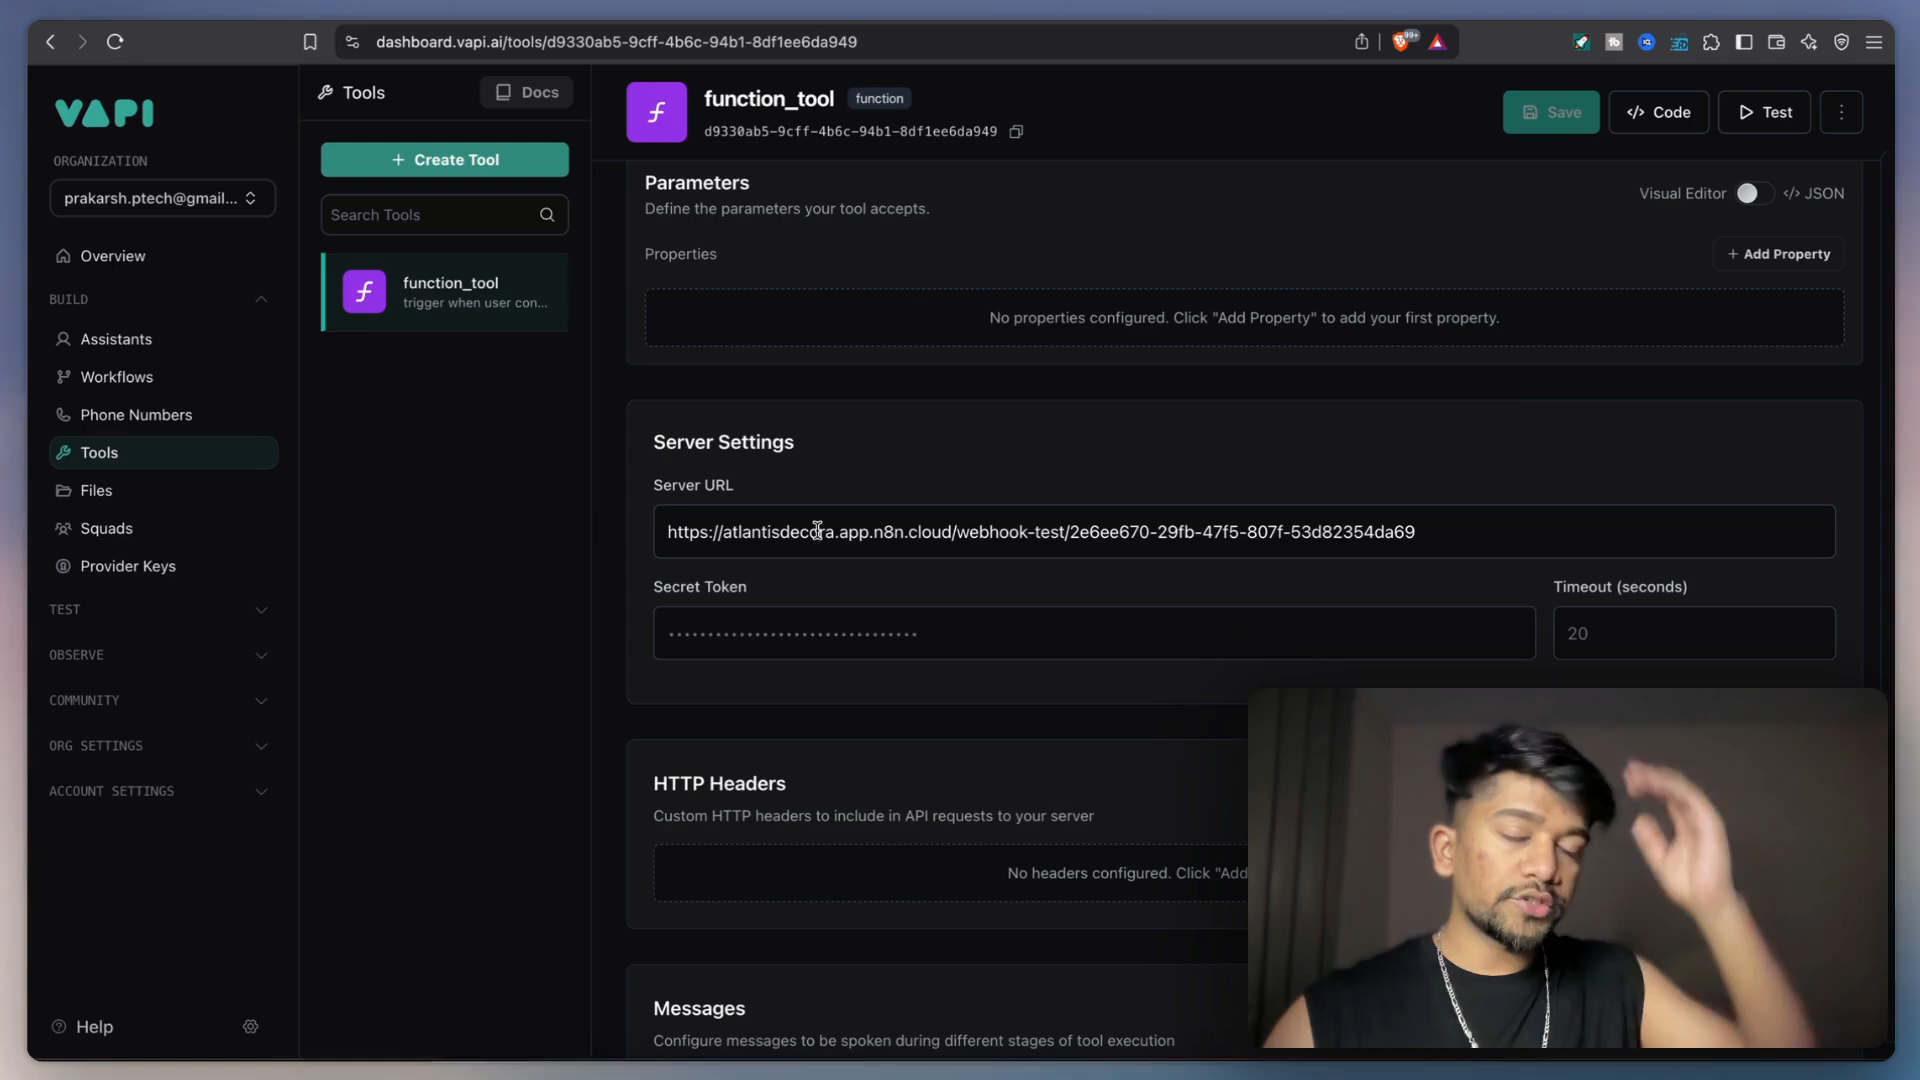 dashboard.vapi.ai/tools/d9330ab5-9cff-4b6c-94b1-8df1ee6da949
99+
VAPI
ORGANIZATION
prakarsh.ptech@gmail...
Overview
BUILD
Assistants
Workflows
Phone Numbers
Tools
Files
Squads
Provider Keys
TEST
OBSERVE
COMMUNITY
ORG SETTINGS
ACCOUNT SETTINGS
Help
Tools
Docs
+ Create Tool
Search Tools
function_tool
trigger when user con...
function_tool function
d9330ab5-9cff-4b6c-94b1-8df1ee6da949
Save
</> Code
Test
Parameters
Define the parameters your tool accepts.
Visual Editor
</> JSON
Properties
+ Add Property
No properties configured. Click "Add Property" to add your first property.
Server Settings
Server URL
https://atlantisdecora.app.n8n.cloud/webhook-test/2e6ee670-29fb-47f5-807f-53d82354da69
Secret Token
Timeout (seconds)
20
HTTP Headers
Custom HTTP headers to include in API requests to your server
No headers configured. Click "Add
Messages
Configure messages to be spoken during different stages of tool execution